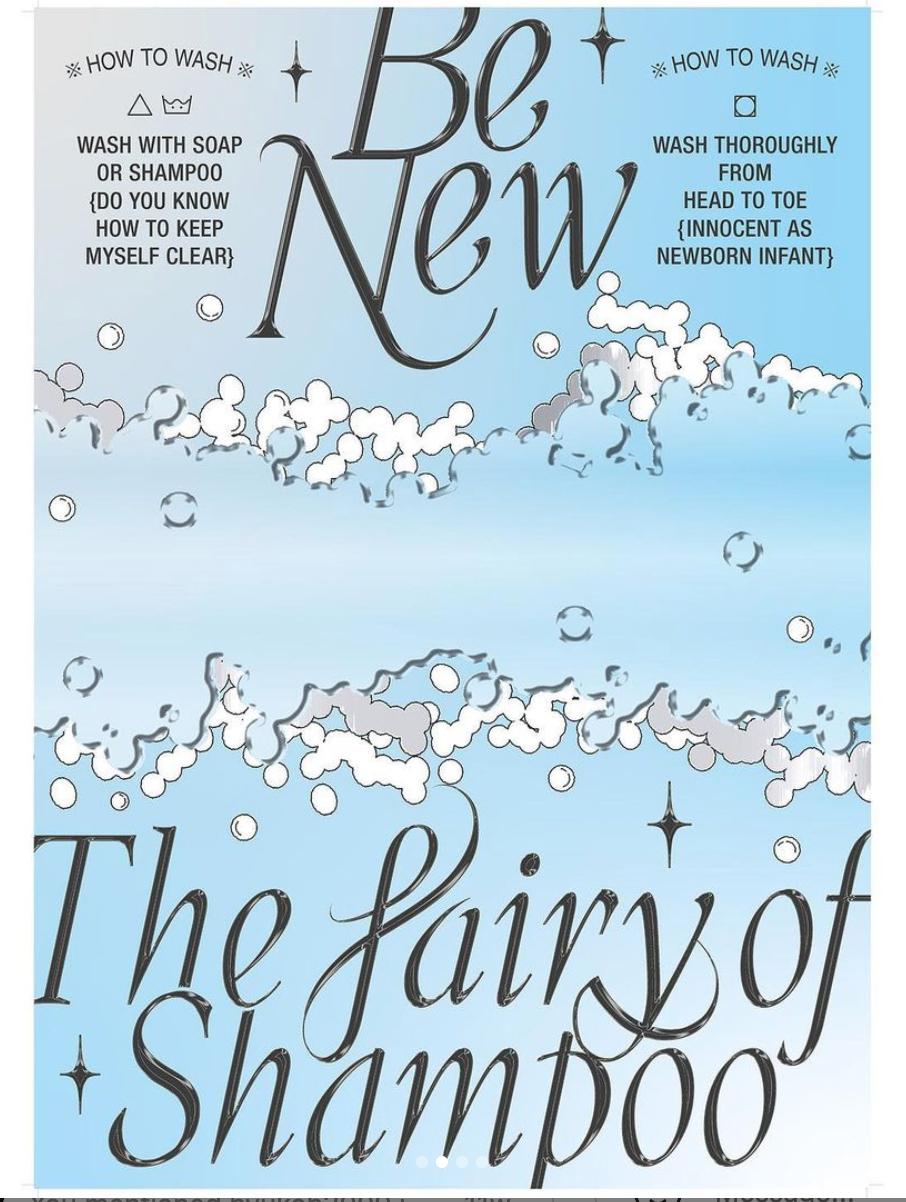 Be
New
※ HOW TO WASH ※
WASH WITH SOAP
OR SHAMPOO
{DO YOU KNOW
HOW TO KEEP
MYSELF CLEAR}
※ HOW TO WASH ※
WASH THOROUGHLY
FROM
HEAD TO TOE
{INNOCENT AS
NEWBORN INFANT}
The fairy of
Shampoo